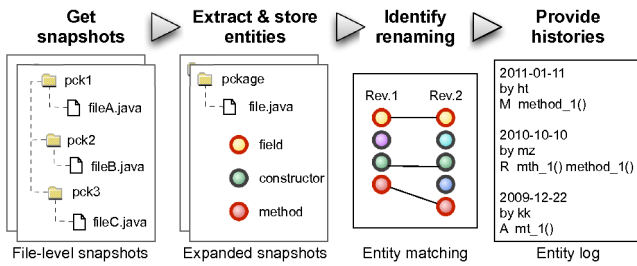 Get snapshots
Extract & store entities
Identify renaming
Provide histories
pck1
fileA.java
pck2
fileB.java
pck3
fileC.java
File-level snapshots
pckage
file.java
field
constructor
method
Expanded snapshots
Rev.1 Rev.2
Entity matching
2011-01-11
by ht
M method_1()
2010-10-10
by mz
R mth_1() method_1()
2009-12-22
by kk
A mt_1()
Entity log